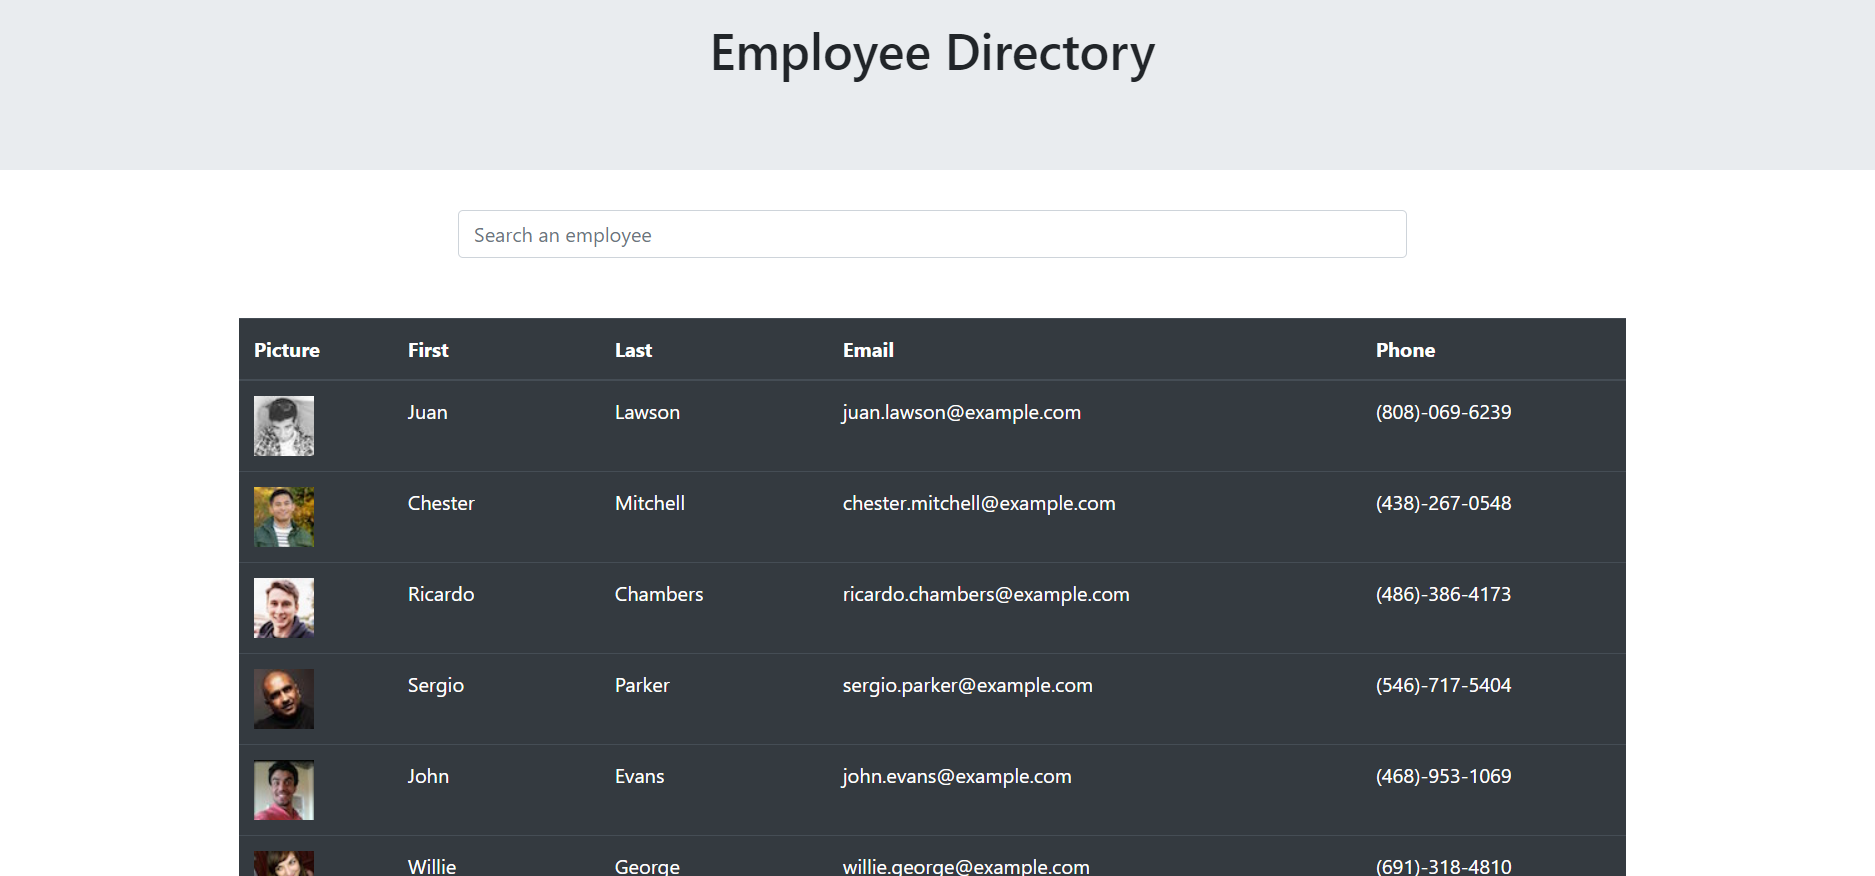 Employee Directory
Search an employee
Picture First Last Email Phone
Juan Lawson juan.lawson@example.com (808)-069-6239
Chester Mitchell chester.mitchell@example.com (438)-267-0548
Ricardo Chambers ricardo.chambers@example.com (486)-386-4173
Sergio Parker sergio.parker@example.com (546)-717-5404
John Evans john.evans@example.com (468)-953-1069
Willie George willie.george@example.com (691)-318-4810